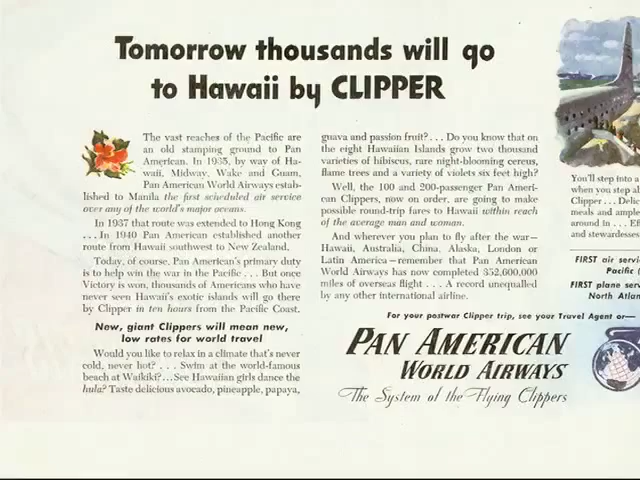 Tomorrow thousands will go
to Hawaii by CLIPPER
The vast reaches of the Pacific are
an old stamping ground to Pan
American. In 1935, by way of Ha-
waii, Midway, Wake and Guam,
Pan American World Airways estab-
lished to Manila the first scheduled air service
over any of the world's major oceans.
In 1937 that route was extended to Hong Kong
. . . In 1940 Pan American established another
route from Hawaii southwest to New Zealand.
Today, of course, Pan American's primary duty
is to help win the war in the Pacific . . . But once
Victory is won, thousands of Americans who
have never seen Hawaii's exotic islands will go there
by Clipper in ten hours from the Pacific Coast.
New, giant Clippers will mean new,
low rates for world travel
Would you like to relax in a climate that's never
cold, never hot? . . . Swim at the world-famous
beach at Waikiki? . . . See Hawaiian girls dance the
hula? Taste delicious avocado, pineapple, papaya,
guava and passion fruit? . . . Do you know that on
the eight Hawaiian Islands grow two thousand
varieties of hibiscus, rare night-blooming cereus,
flame trees and a variety of violets six feet high?
Well, the 100 and 200-passenger Pan Ameri-
can Clippers, now on order, are going to make
possible round-trip fares to Hawaii within reach
of the average man and woman.
And wherever you plan to fly after the war—
Hawaii, Australia, China, Alaska, London or
Latin America—remember that Pan American
World Airways has now completed 352,000,000
miles of overseas flight . . . A record unequalled
by any other international airline.
For your postwar Clipper trip, see your Travel Agent or—
PAN AMERICAN
WORLD AIRWAYS
The System of the Flying Clippers
You'll step into a
when you step a
Clipper . . . Delic
meals and ample
around in . . . Ef
and stewardesses
FIRST air servi
Pacific (
FIRST plane serv
North Atlan